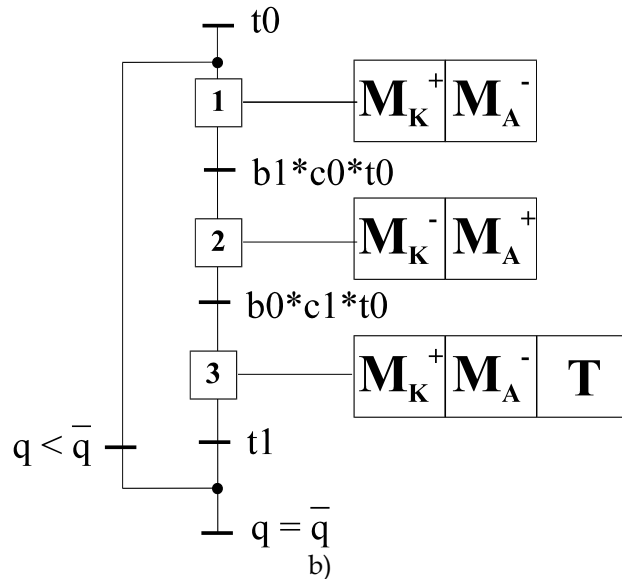 t0
1 M_K^+ M_A^-
b1*c0*t0
2 M_K^- M_A^+
b0*c1*t0
3 M_K^+ M_A^- T
q < q̅ t1
q = q̅
b)